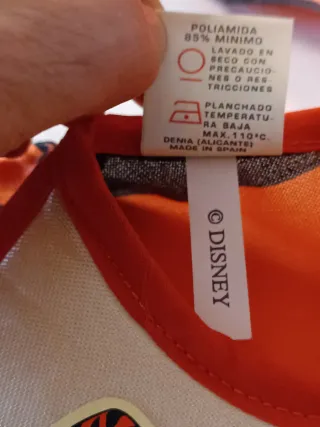 POLIAMIDA
85% MINIMO
LAVADO EN
SECO CON
PRECAUCIO-
NES O RES-
TRICCIONES
PLANCHADO
TEMPERATU-
RA BAJA
MAX. 110°C.
DENIA (ALICANTE)
MADE IN SPAIN
© DISNEY